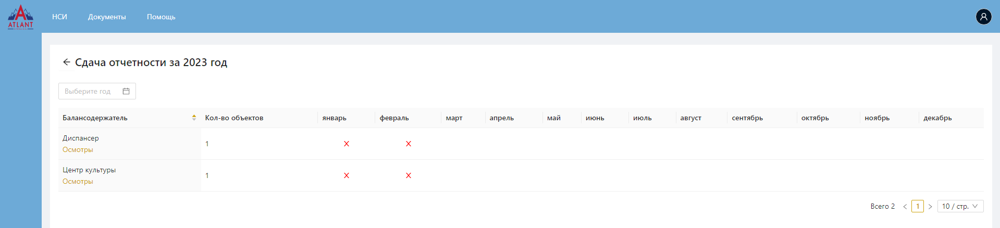 ATLANT
НСИ Документы Помощь
Сдача отчетности за 2023 год
Выберите год
Балансодержатель Кол-во объектов январь февраль март апрель май июнь июль август сентябрь октябрь ноябрь декабрь
Диспансер
Осмотры
1 X X
Центр культуры
Осмотры
1 X X
Всего 2 < 1 > 10 / стр.